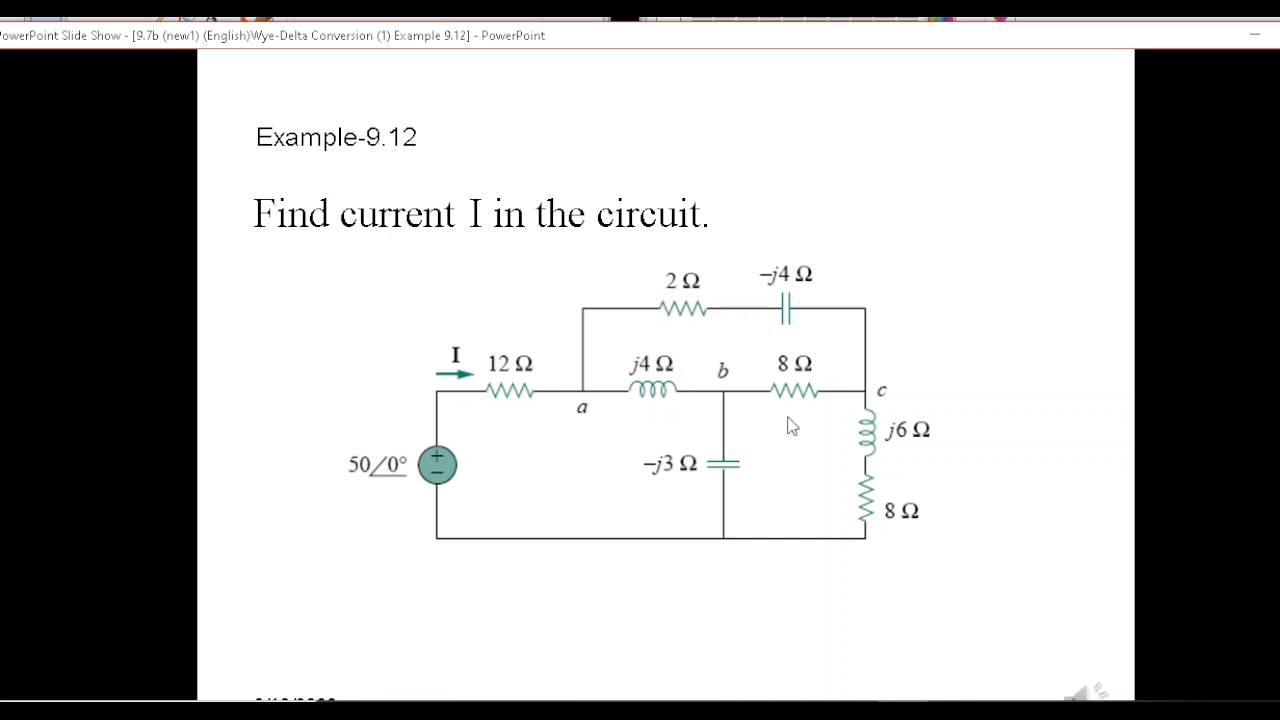 PowerPoint Slide Show - [9.7b (new1) (English)Wye-Delta Conversion (1) Example 9.12] - PowerPoint
Example-9.12
Find current I in the circuit.
2 Ω
−j4 Ω
I
12 Ω
j4 Ω
b
8 Ω
a
c
j6 Ω
50/0°
+
−
−j3 Ω
8 Ω